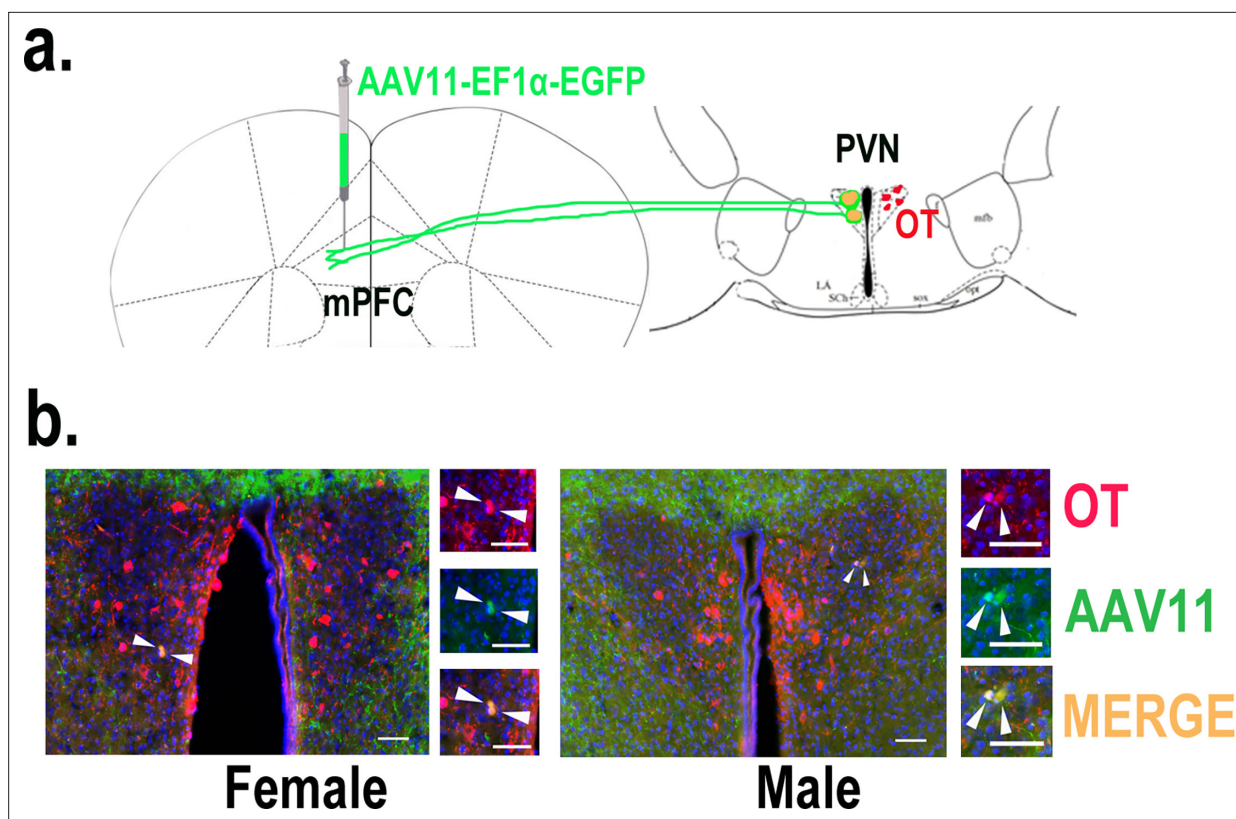 a.
AAV11-EF1α-EGFP
PVN
OT
mfb
mPFC
LA
SCh
sox
opt
b.
OT
AAV11
MERGE
Female
Male